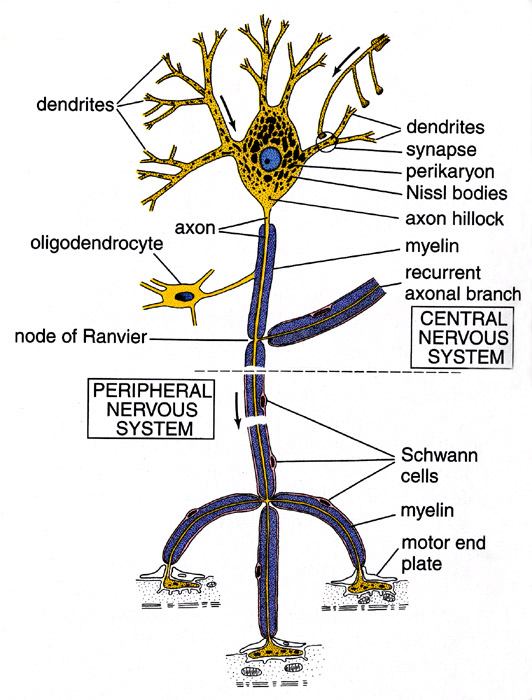 dendrites
dendrites
synapse
perikaryon
Nissl bodies
axon hillock
axon
oligodendrocyte
myelin
recurrent
axonal branch
CENTRAL
NERVOUS
SYSTEM
node of Ranvier
PERIPHERAL
NERVOUS
SYSTEM
Schwann
cells
myelin
motor end
plate